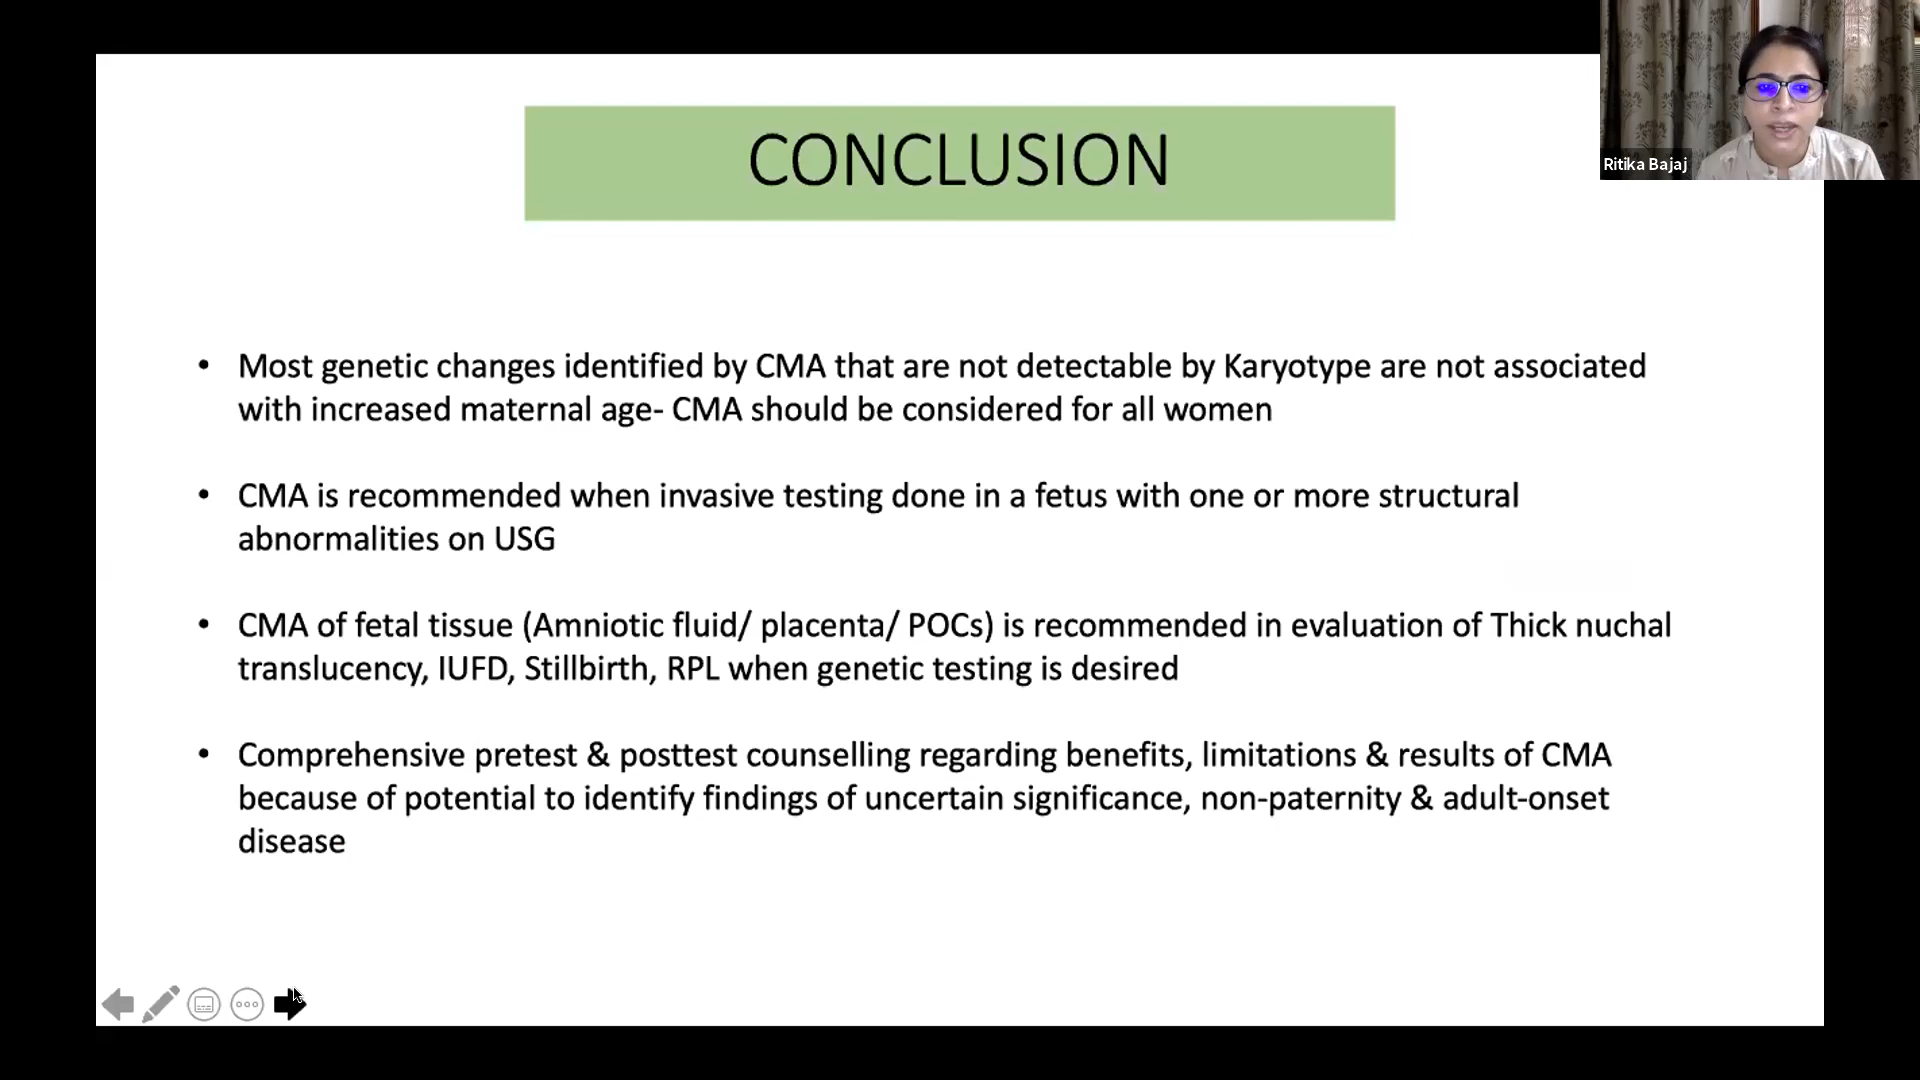 CONCLUSION
Ritika Bajaj
• Most genetic changes identified by CMA that are not detectable by Karyotype are not associated
with increased maternal age- CMA should be considered for all women
• CMA is recommended when invasive testing done in a fetus with one or more structural
abnormalities on USG
• CMA of fetal tissue (Amniotic fluid/ placenta/ POCs) is recommended in evaluation of Thick nuchal
translucency, IUFD, Stillbirth, RPL when genetic testing is desired
• Comprehensive pretest & posttest counselling regarding benefits, limitations & results of CMA
because of potential to identify findings of uncertain significance, non-paternity & adult-onset
disease